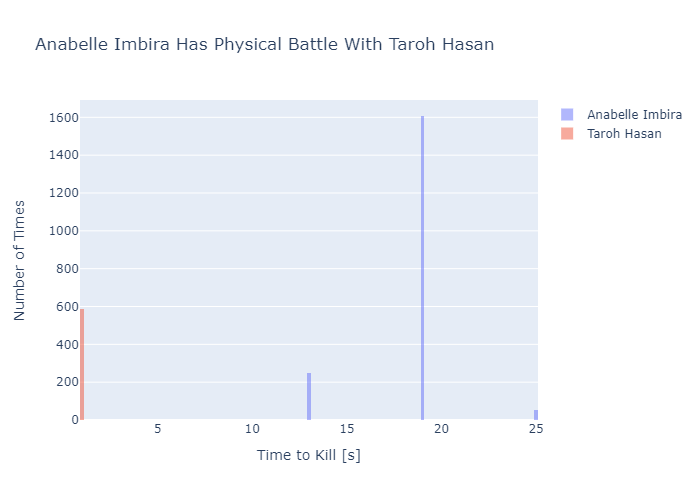 Anabelle Imbira Has Physical Battle With Taroh Hasan
Anabelle Imbira
Taroh Hasan
Number of Times
1600
1400
1200
1000
800
600
400
200
0
5
10
15
20
25
Time to Kill [s]